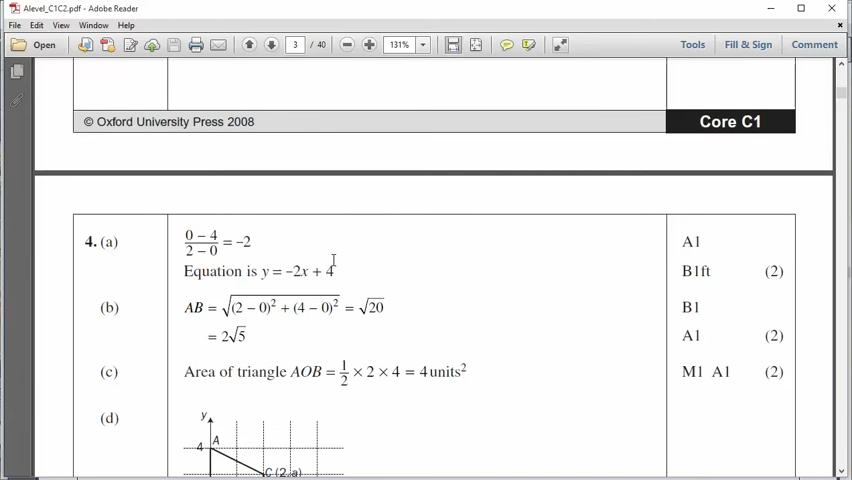 Alevel_C1C2.pdf - Adobe Reader
File Edit View Window Help
Open 3 / 40 131% Tools Fill & Sign Comment
© Oxford University Press 2008 Core C1
4. (a) 0 – 4 / 2 – 0 = –2 A1
Equation is y = –2x + 4 B1ft (2)
(b) AB = √(2 – 0)² + (4 – 0)² = √20 B1
= 2√5 A1 (2)
(c) Area of triangle AOB = 1/2 × 2 × 4 = 4 units² M1 A1 (2)
(d)
y
4 A
C (2, a)